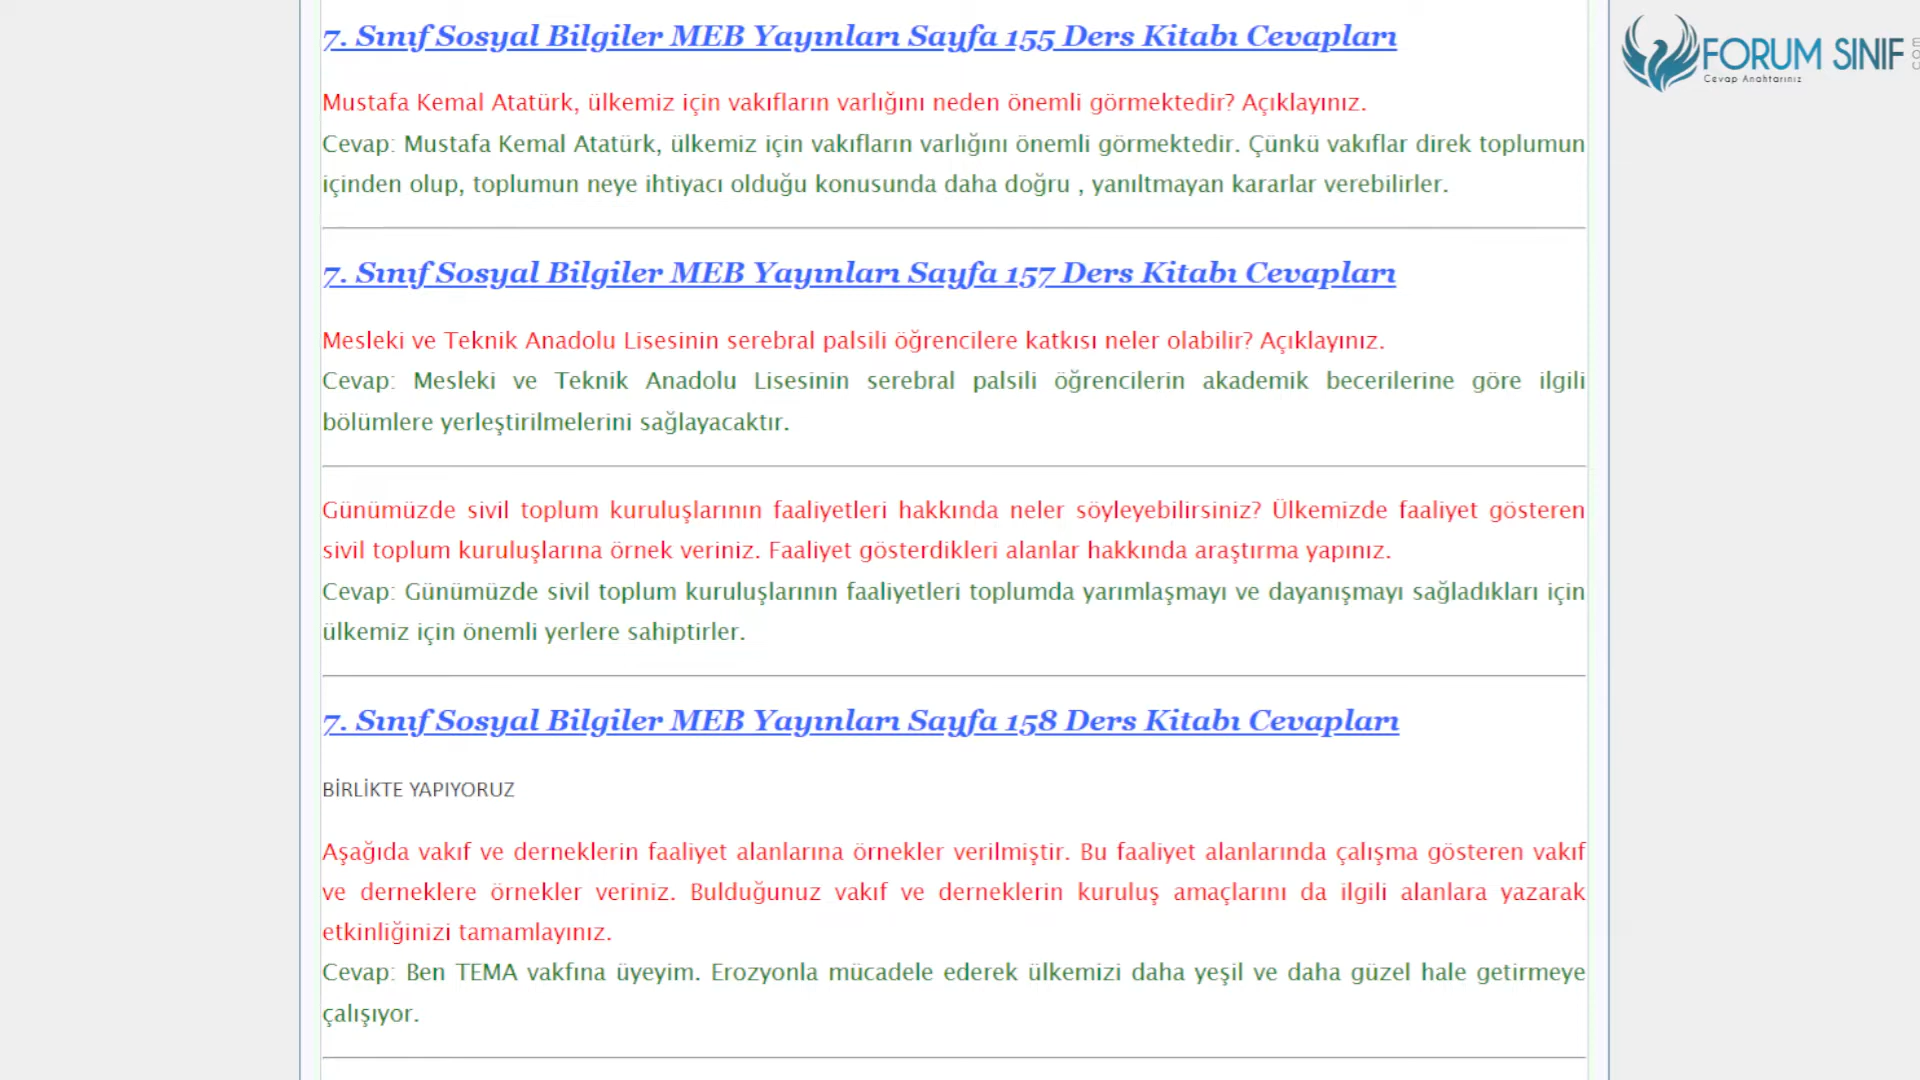 7. Sınıf Sosyal Bilgiler MEB Yayınları Sayfa 155 Ders Kitabı Cevapları
FORUM SINIF
Cevap Anahtarınız
Mustafa Kemal Atatürk, ülkemiz için vakıfların varlığını neden önemli görmektedir? Açıklayınız.
Cevap: Mustafa Kemal Atatürk, ülkemiz için vakıfların varlığını önemli görmektedir. Çünkü vakıflar direk toplumun
içinden olup, toplumun neye ihtiyacı olduğu konusunda daha doğru , yanıltmayan kararlar verebilirler.
7. Sınıf Sosyal Bilgiler MEB Yayınları Sayfa 157 Ders Kitabı Cevapları
Mesleki ve Teknik Anadolu Lisesinin serebral palsili öğrencilere katkısı neler olabilir? Açıklayınız.
Cevap: Mesleki ve Teknik Anadolu Lisesinin serebral palsili öğrencilerin akademik becerilerine göre ilgili
bölümlere yerleştirilmelerini sağlayacaktır.
Günümüzde sivil toplum kuruluşlarının faaliyetleri hakkında neler söyleyebilirsiniz? Ülkemizde faaliyet gösteren
sivil toplum kuruluşlarına örnek veriniz. Faaliyet gösterdikleri alanlar hakkında araştırma yapınız.
Cevap: Günümüzde sivil toplum kuruluşlarının faaliyetleri toplumda yarımlaşmayı ve dayanışmayı sağladıkları için
ülkemiz için önemli yerlere sahiptirler.
7. Sınıf Sosyal Bilgiler MEB Yayınları Sayfa 158 Ders Kitabı Cevapları
BİRLİKTE YAPIYORUZ
Aşağıda vakıf ve derneklerin faaliyet alanlarına örnekler verilmiştir. Bu faaliyet alanlarında çalışma gösteren vakıf
ve derneklere örnekler veriniz. Bulduğunuz vakıf ve derneklerin kuruluş amaçlarını da ilgili alanlara yazarak
etkinliğinizi tamamlayınız.
Cevap: Ben TEMA vakfına üyeyim. Erozyonla mücadele ederek ülkemizi daha yeşil ve daha güzel hale getirmeye
çalışıyor.